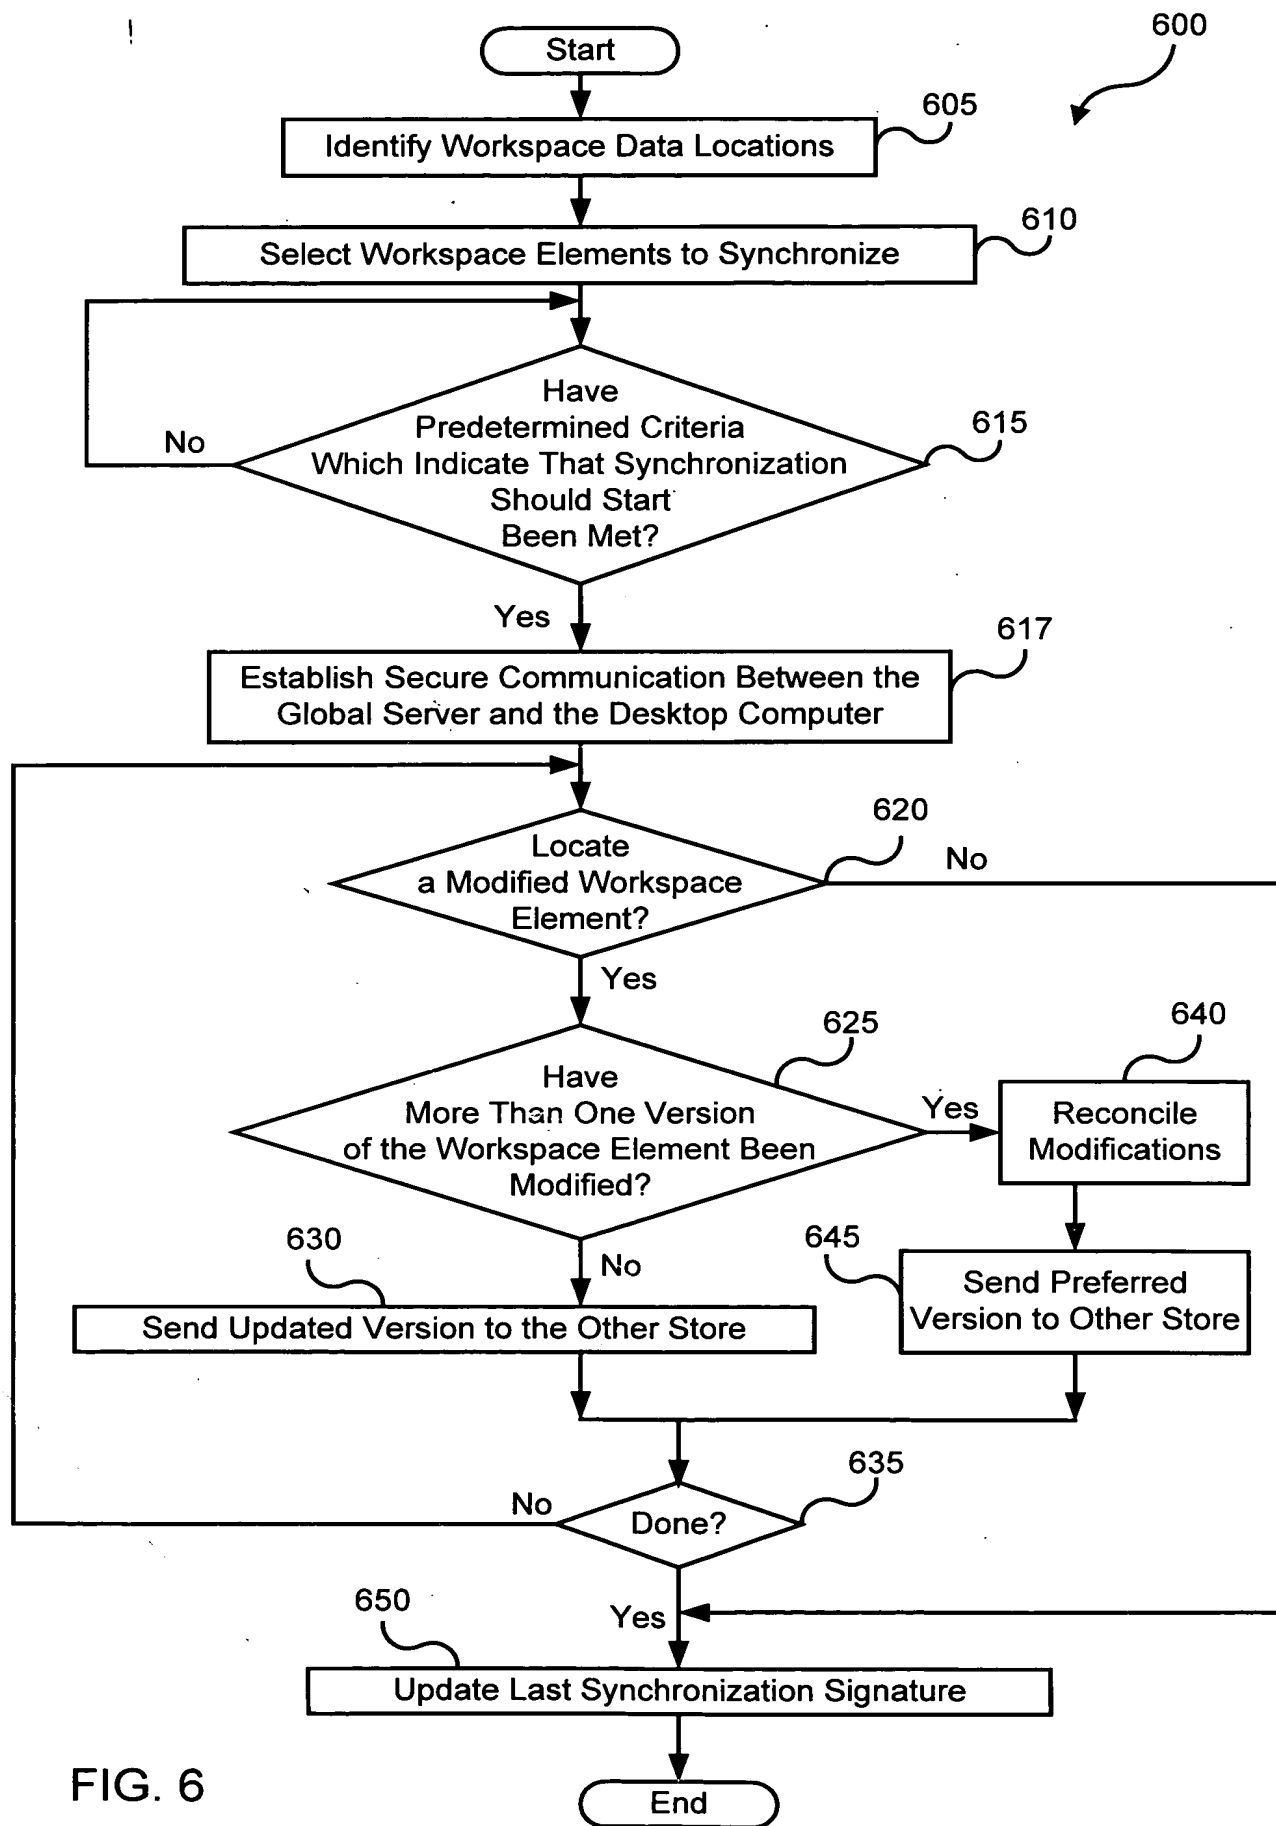 Start
600
605
Identify Workspace Data Locations
610
Select Workspace Elements to Synchronize
Have
Predetermined Criteria
Which Indicate That Synchronization
Should Start
Been Met?
615
No
Yes
617
Establish Secure Communication Between the
Global Server and the Desktop Computer
620
Locate
a Modified Workspace
Element?
No
Yes
625
640
Have
More Than One Version
of the Workspace Element Been
Modified?
Yes
Reconcile
Modifications
630
No
645
Send Updated Version to the Other Store
Send Preferred
Version to Other Store
635
No
Done?
650
Yes
Update Last Synchronization Signature
FIG. 6
End